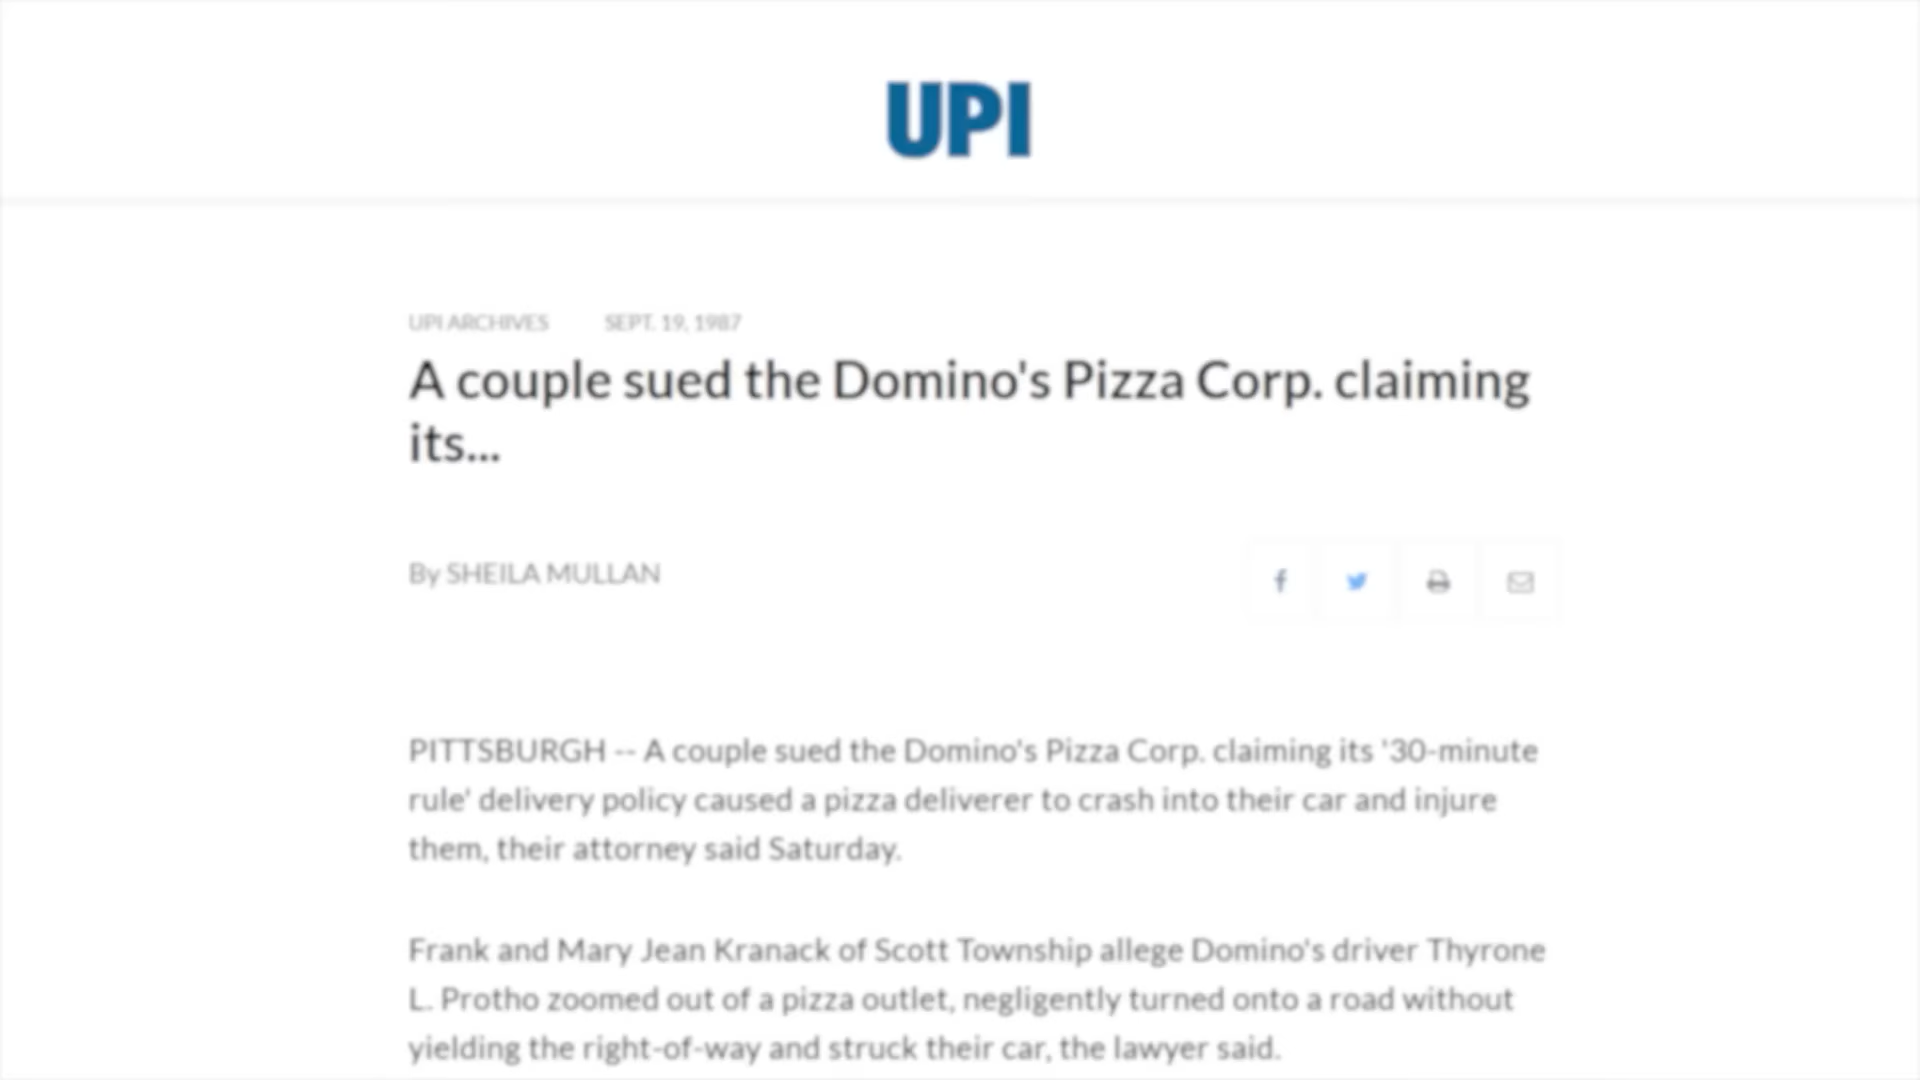 UPI
UPI ARCHIVES SEPT. 19, 1987
A couple sued the Domino's Pizza Corp. claiming
its...
By SHEILA MULLAN
PITTSBURGH -- A couple sued the Domino's Pizza Corp. claiming its '30-minute
rule' delivery policy caused a pizza deliverer to crash into their car and injure
them, their attorney said Saturday.
Frank and Mary Jean Kranack of Scott Township allege Domino's driver Thyrone
L. Protho zoomed out of a pizza outlet, negligently turned onto a road without
yielding the right-of-way and struck their car, the lawyer said.